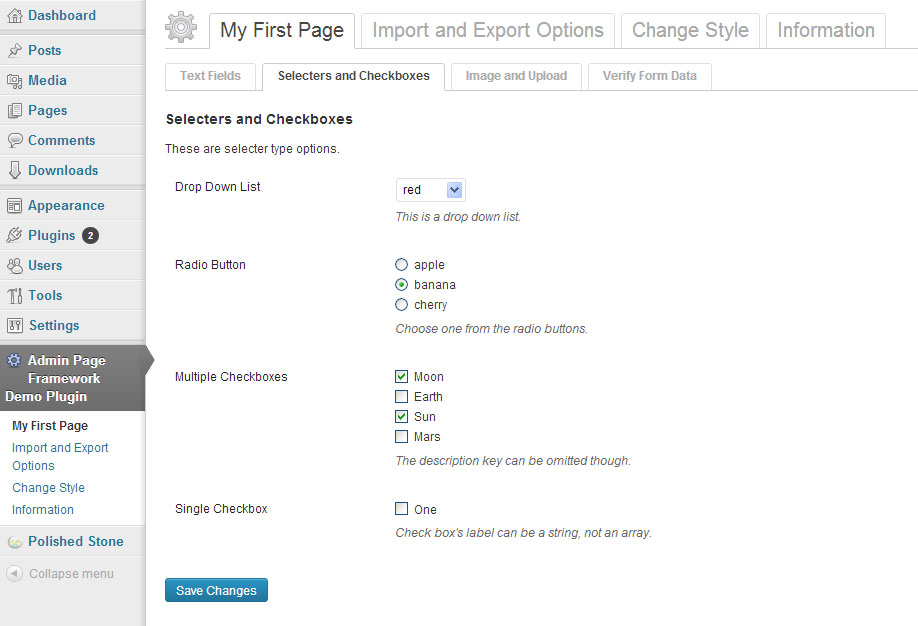 Dashboard
Posts
Media
Pages
Comments
Downloads
Appearance
Plugins 2
Users
Tools
Settings
Admin Page
Framework
Demo Plugin
My First Page
Import and Export
Options
Change Style
Information
Polished Stone
Collapse menu
My First Page Import and Export Options Change Style Information
Text Fields Selecters and Checkboxes Image and Upload Verify Form Data
Selecters and Checkboxes
These are selecter type options.
Drop Down List red
This is a drop down list.
Radio Button apple
banana
cherry
Choose one from the radio buttons.
Multiple Checkboxes Moon
Earth
Sun
Mars
The description key can be omitted though.
Single Checkbox One
Check box's label can be a string, not an array.
Save Changes